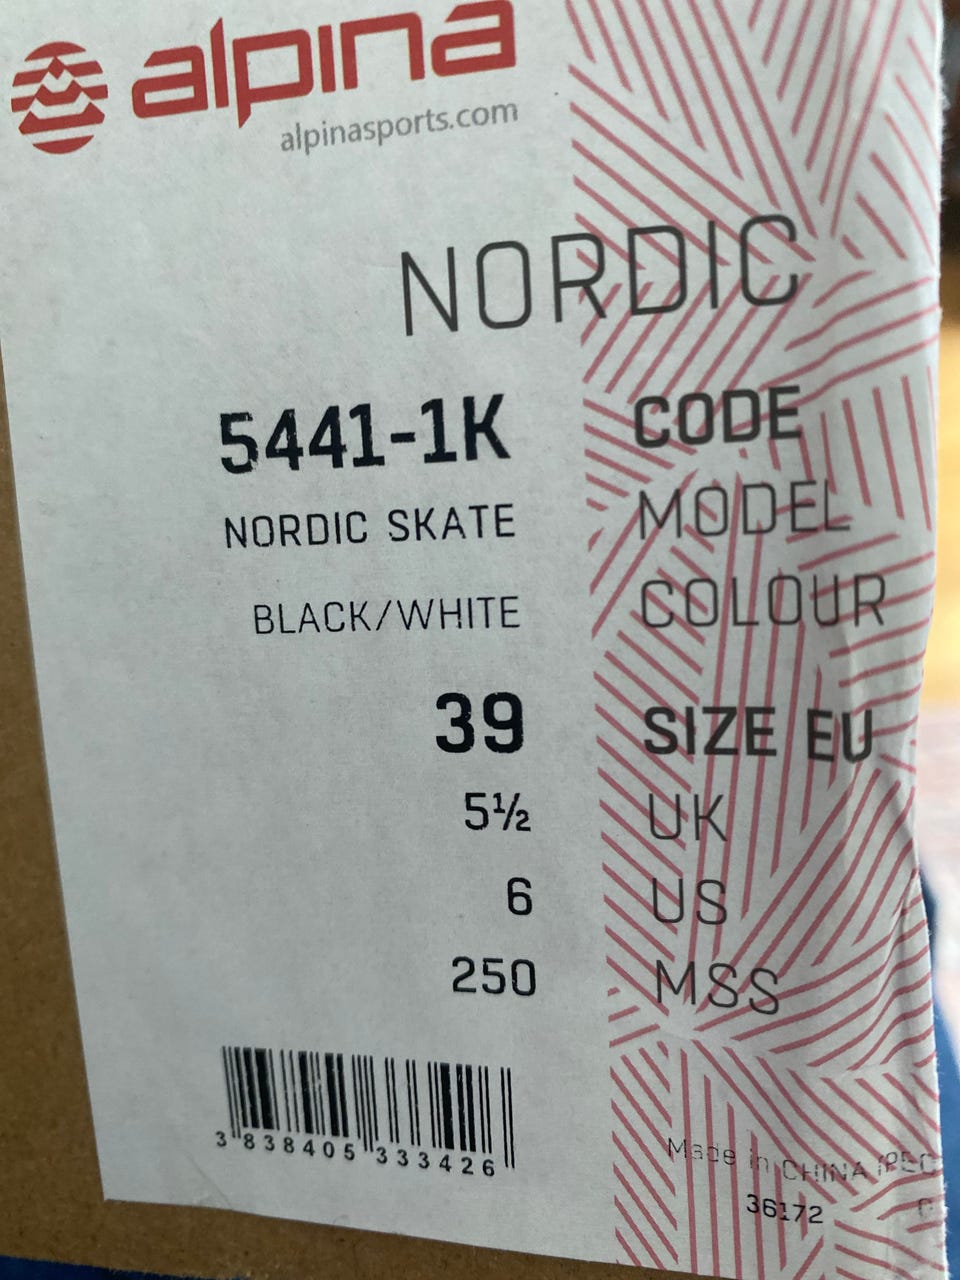 alpina
alpinasports.com
NORDIC
5441-1K CODE
NORDIC SKATE MODEL
BLACK/WHITE COLOUR
39 SIZE EU
5½ UK
6 US
250 MSS
3 838405 333426
Made in CHINA
36172